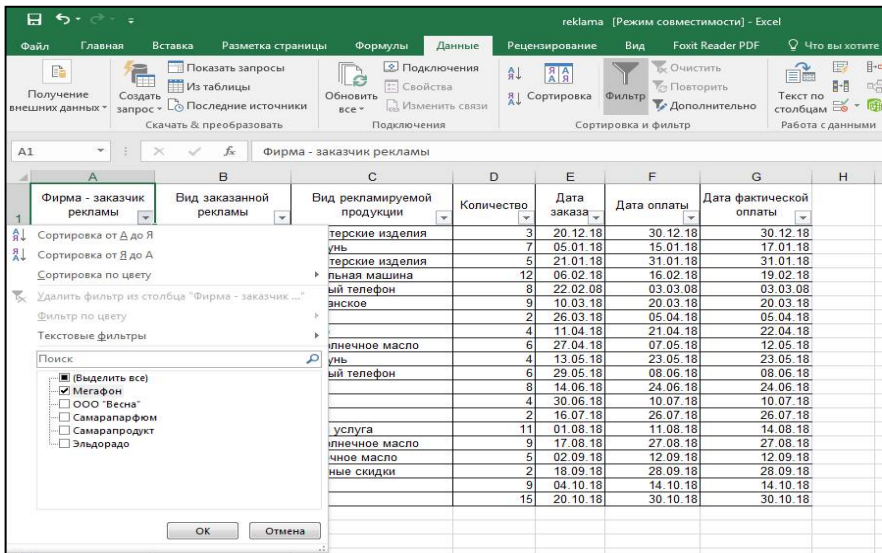 reklama [Режим совместимости] - Excel
Файл Главная Вставка Разметка страницы Формулы Данные Рецензирование Вид Foxit Reader PDF Что вы хотите
Получение внешних данных
Создать запрос
Показать запросы
Из таблицы
Последние источники
Скачать & преобразовать
Обновить все
Подключения
Свойства
Изменить связи
Подключения
Сортировка
Фильтр
Очистить
Повторить
Дополнительно
Сортировка и фильтр
Текст по столбцам
Работа с данными
A1 fx Фирма - заказчик рекламы
A B C D E F G H
1 Фирма - заказчик рекламы Вид заказанной рекламы Вид рекламируемой продукции Количество Дата заказа Дата оплаты Дата фактической оплаты
терские изделия 3 20.12.18 30.12.18 30.12.18
унь 7 05.01.18 15.01.18 17.01.18
терские изделия 5 21.01.18 31.01.18 31.01.18
льная машина 12 06.02.18 16.02.18 19.02.18
ый телефон 8 22.02.08 03.03.08 03.03.08
анское 9 10.03.18 20.03.18 20.03.18
2 26.03.18 05.04.18 05.04.18
4 11.04.18 21.04.18 22.04.18
олнечное масло 6 27.04.18 07.05.18 12.05.18
унь 4 13.05.18 23.05.18 23.05.18
ый телефон 6 29.05.18 08.06.18 08.06.18
8 14.06.18 24.06.18 24.06.18
4 30.06.18 10.07.18 10.07.18
2 16.07.18 26.07.18 26.07.18
услуга 11 01.08.18 11.08.18 14.08.18
олнечное масло 9 17.08.18 27.08.18 27.08.18
чное масло 5 02.09.18 12.09.18 12.09.18
ные скидки 2 18.09.18 28.09.18 28.09.18
9 04.10.18 14.10.18 14.10.18
15 20.10.18 30.10.18 30.10.18
Сортировка от А до Я
Сортировка от Я до А
Сортировка по цвету
Удалить фильтр из столбца "Фирма - заказчик ..."
Фильтр по цвету
Текстовые фильтры
Поиск
(Выделить все)
Мегафон
ООО "Весна"
Самарапарфюм
Самарапродукт
Эльдорадо
ОК Отмена